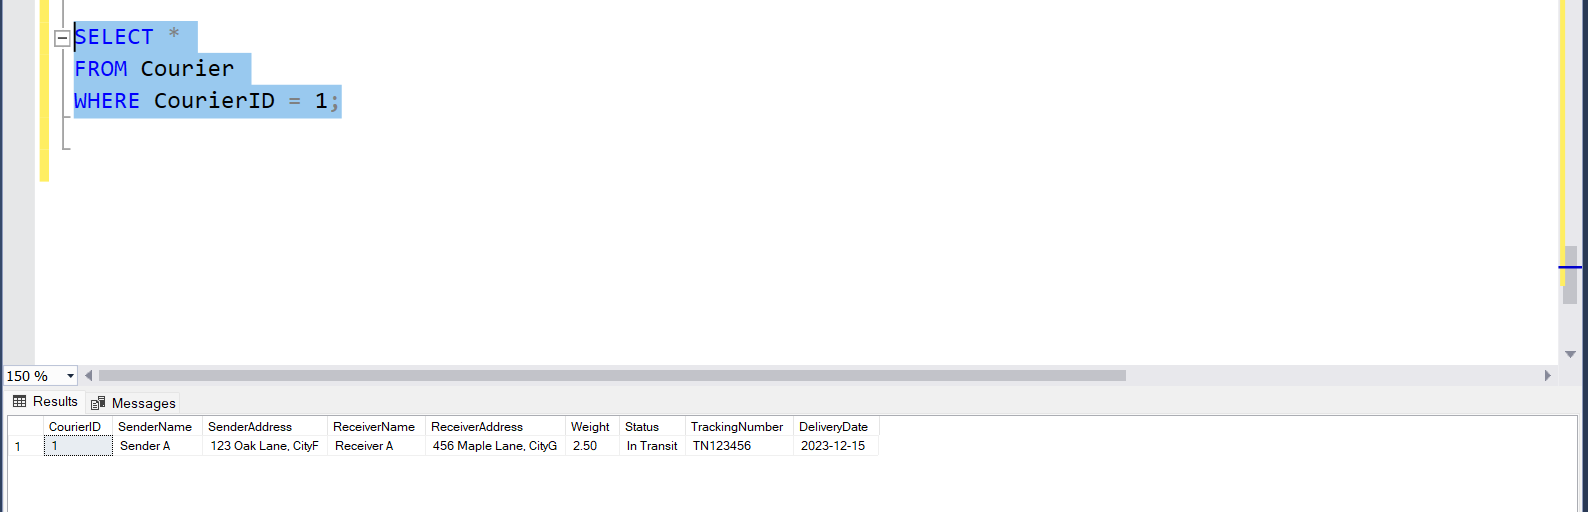 SELECT *
FROM Courier
WHERE CourierID = 1;
150 %
Results Messages
CourierID SenderName SenderAddress ReceiverName ReceiverAddress Weight Status TrackingNumber DeliveryDate
1 1 Sender A 123 Oak Lane, CityF Receiver A 456 Maple Lane, CityG 2.50 In Transit TN123456 2023-12-15